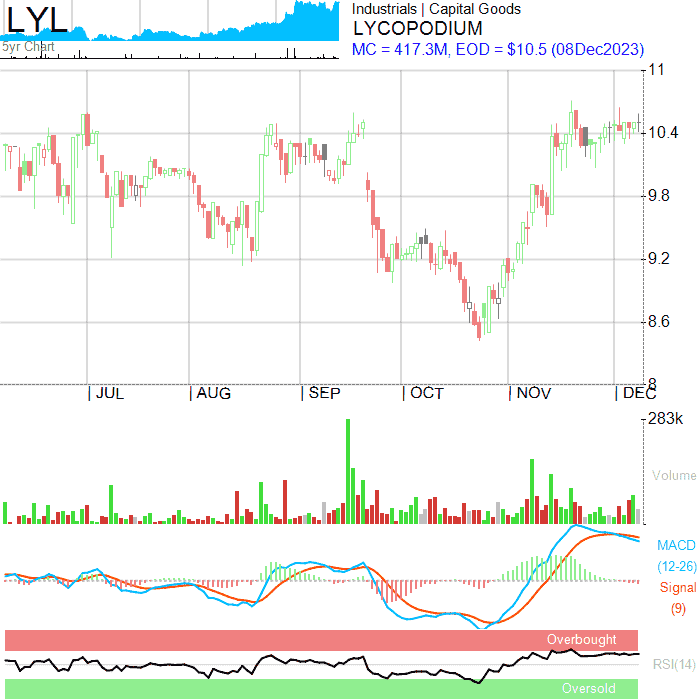 LYL
5yr Chart
Industrials | Capital Goods
LYCOPODIUM
MC = 417.3M, EOD = $10.5 (08Dec2023)
11
10.4
9.8
9.2
8.6
8
| JUL | AUG | SEP | OCT | NOV | DEC
283k
Volume
MACD
(12-26)
Signal
(9)
Overbought
RSI(14)
Oversold